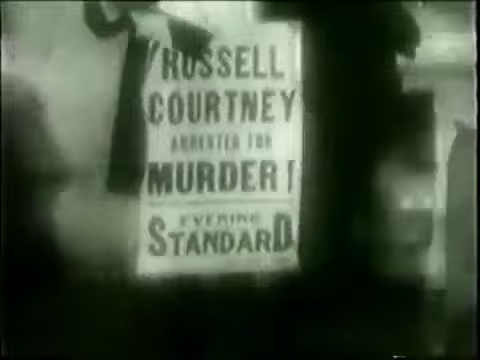 RUSSELL
COURTNEY
ARRESTED FOR
MURDER!
EVENING
STANDARD